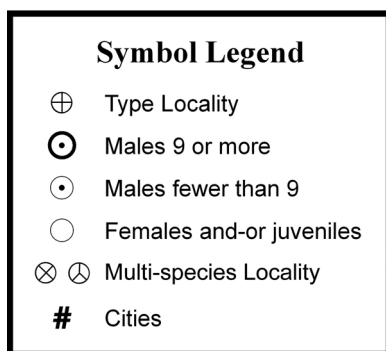 Symbol Legend
Type Locality
Males 9 or more
Males fewer than 9
Females and-or juveniles
Multi-species Locality
# Cities